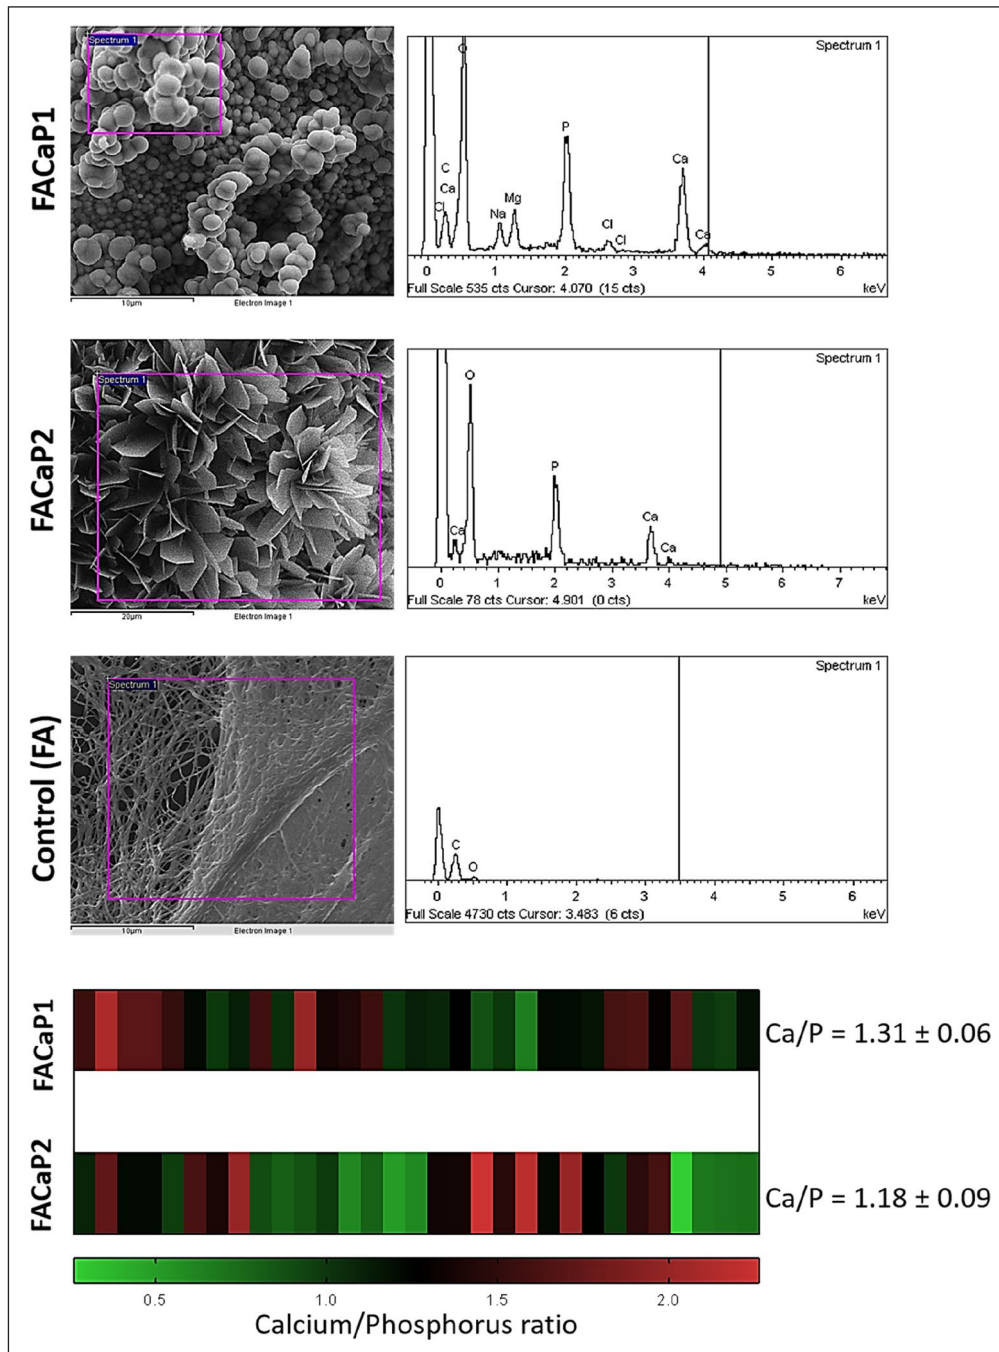 FACaP1
Spectrum 1
10µm
Electron Image 1
Spectrum 1
O
C
Ca
Cl
Na
Mg
P
Cl
Cl
Ca
Ca
0 1 2 3 4 5 6
Full Scale 535 cts Cursor: 4.070 (15 cts)
keV
FACaP2
Spectrum 1
20µm
Electron Image 1
Spectrum 1
Ca
O
P
Ca
Ca
0 1 2 3 4 5 6 7
Full Scale 78 cts Cursor: 4.901 (0 cts)
keV
Control (FA)
Spectrum 1
10µm
Electron Image 1
Spectrum 1
C
O
0 1 2 3 4 5 6
Full Scale 4730 cts Cursor: 3.483 (6 cts)
keV
FACaP1
Ca/P = 1.31 ± 0.06
FACaP2
Ca/P = 1.18 ± 0.09
0.5 1.0 1.5 2.0
Calcium/Phosphorus ratio